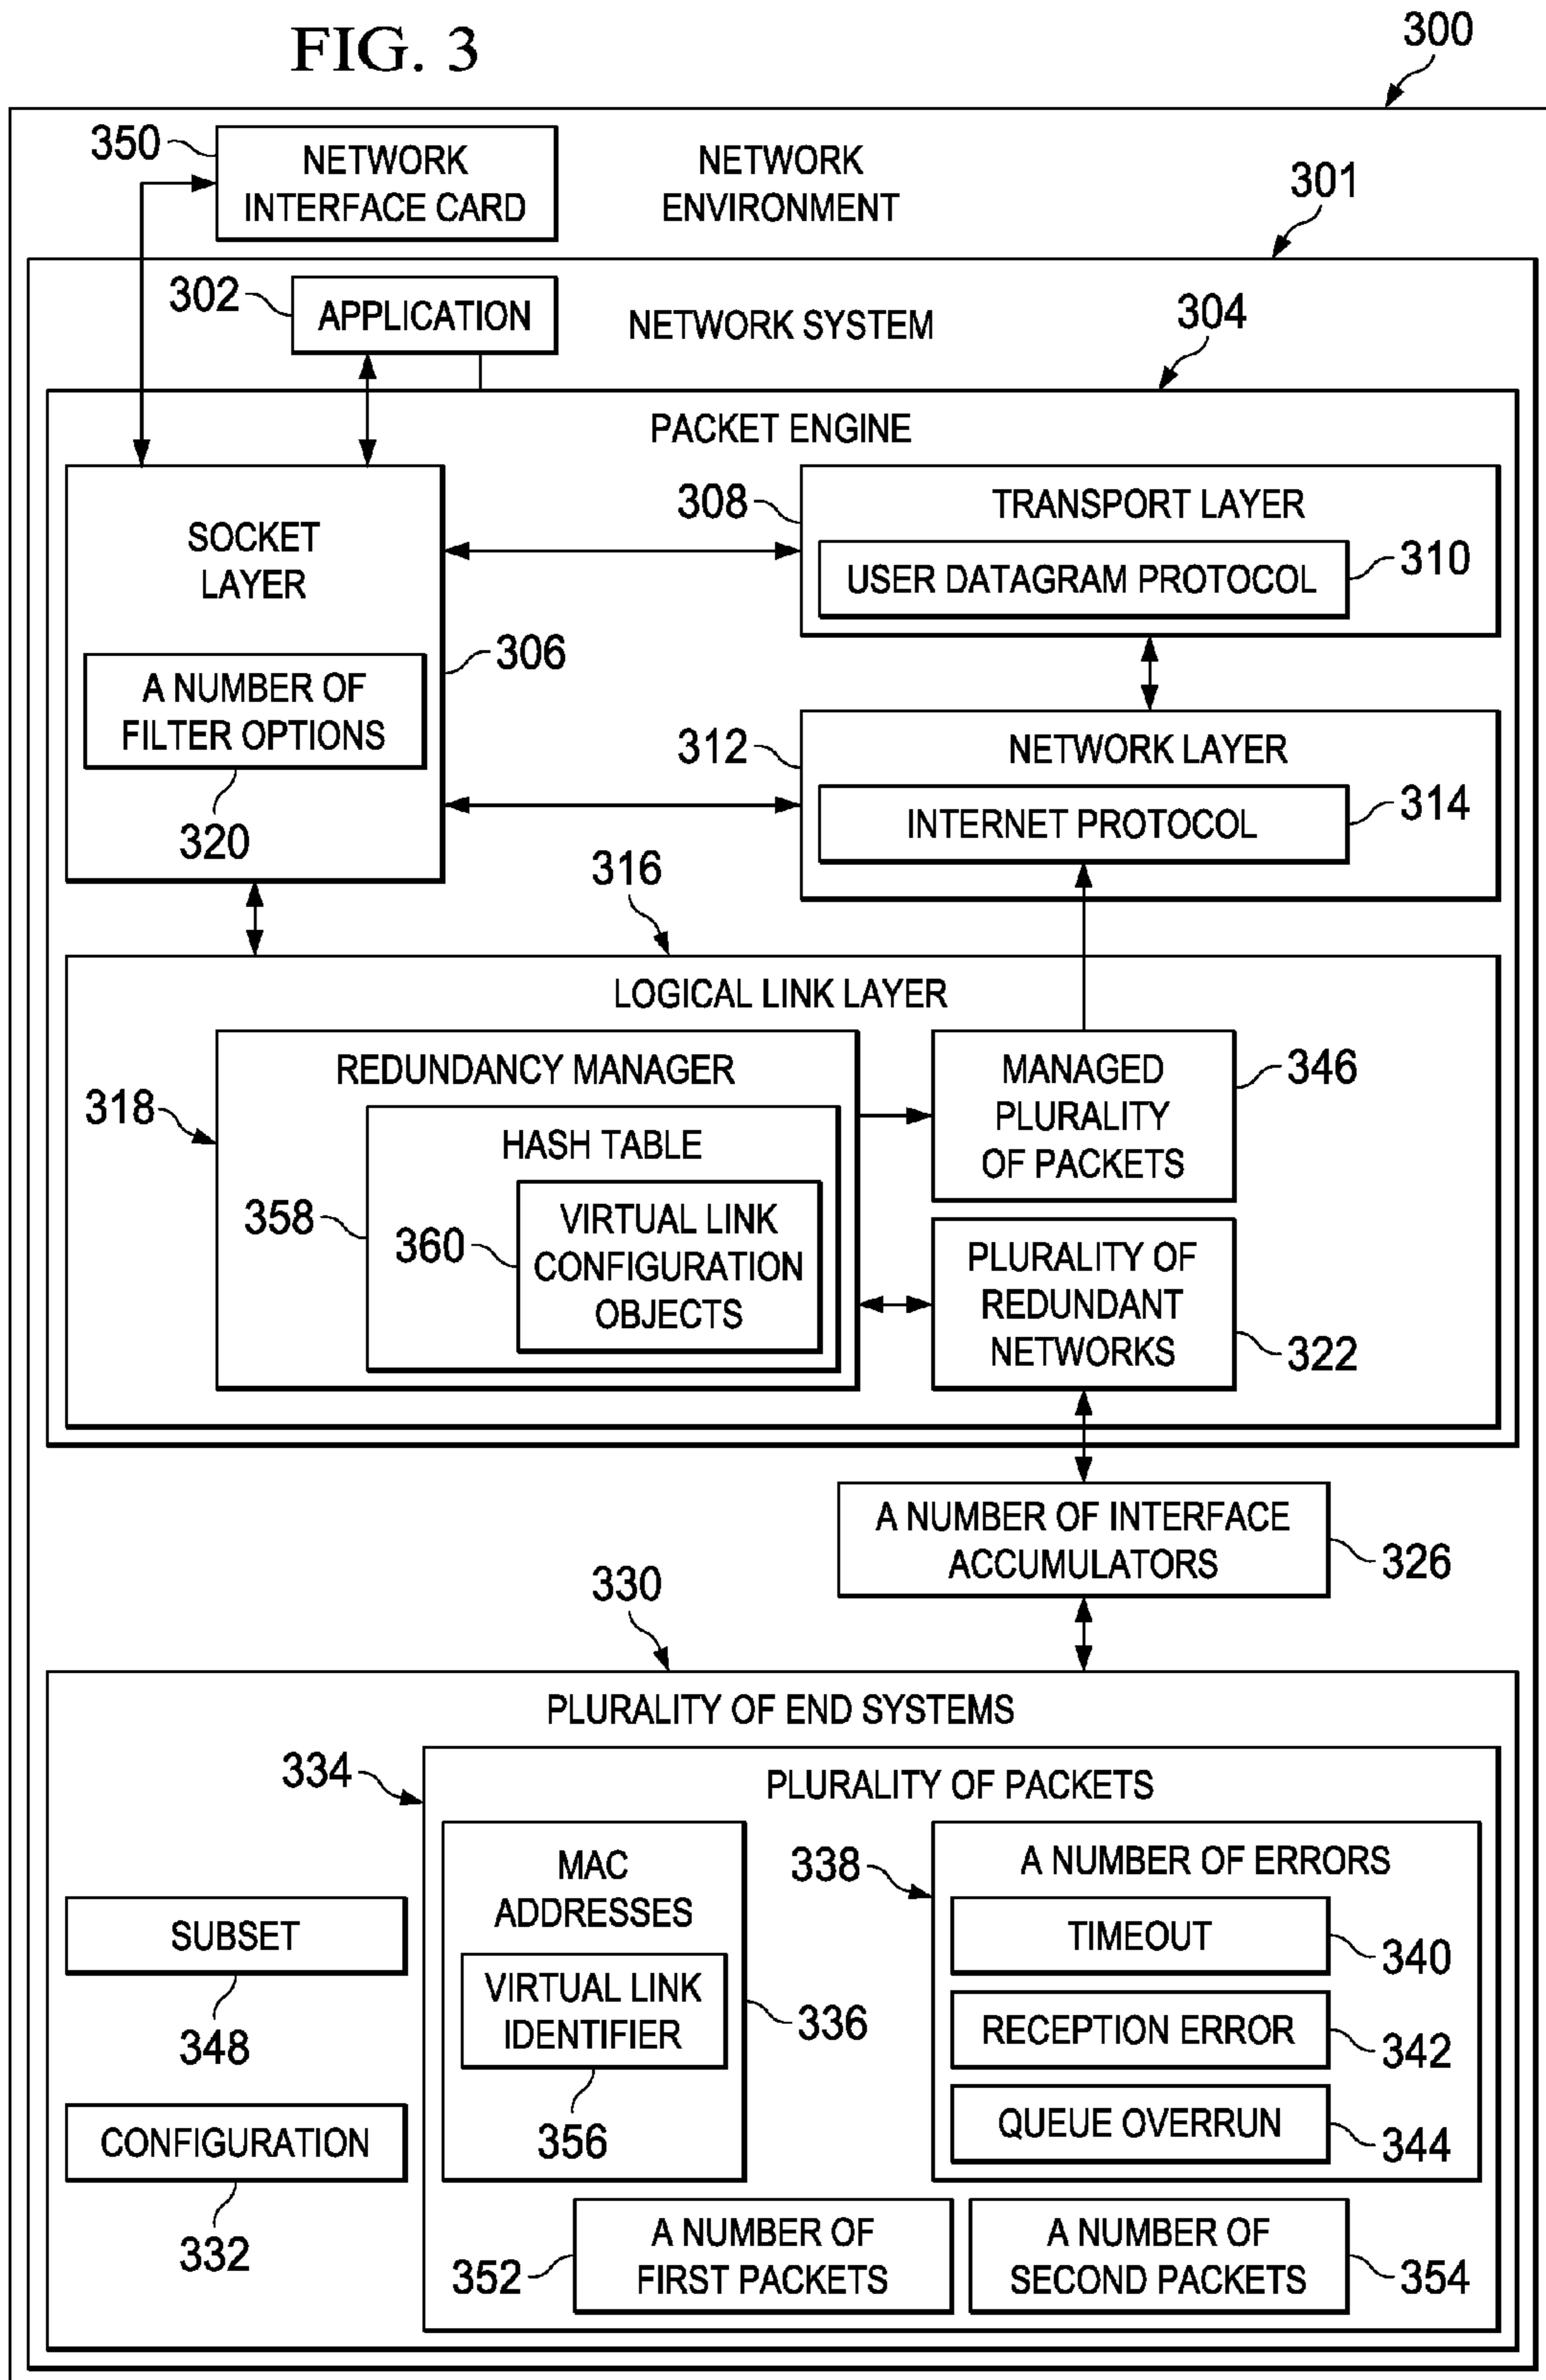 FIG. 3
300
350
NETWORK
INTERFACE CARD
NETWORK
ENVIRONMENT
301
302
APPLICATION
NETWORK SYSTEM
304
PACKET ENGINE
SOCKET
LAYER
306
A NUMBER OF
FILTER OPTIONS
320
308
TRANSPORT LAYER
USER DATAGRAM PROTOCOL
310
312
NETWORK LAYER
INTERNET PROTOCOL
314
316
LOGICAL LINK LAYER
318
REDUNDANCY MANAGER
HASH TABLE
358
360
VIRTUAL LINK
CONFIGURATION
OBJECTS
MANAGED
PLURALITY
OF PACKETS
346
PLURALITY OF
REDUNDANT
NETWORKS
322
A NUMBER OF INTERFACE
ACCUMULATORS
326
330
PLURALITY OF END SYSTEMS
334
PLURALITY OF PACKETS
MAC
ADDRESSES
VIRTUAL LINK
IDENTIFIER
336
356
338
A NUMBER OF ERRORS
TIMEOUT
340
RECEPTION ERROR
342
QUEUE OVERRUN
344
SUBSET
348
CONFIGURATION
332
352
A NUMBER OF
FIRST PACKETS
A NUMBER OF
SECOND PACKETS
354